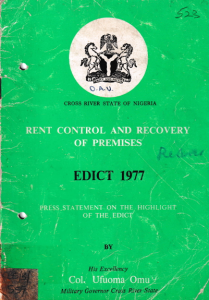 523
O.A.U.
CROSS RIVER STATE OF NIGERIA
RENT CONTROL AND RECOVERY
OF PREMISES
EDICT 1977
PRESS STATEMENT ON THE HIGHLIGHT
OF THE EDICT
BY
His Excellency
Col. Ufuoma Omu
Military Governor Cross River State